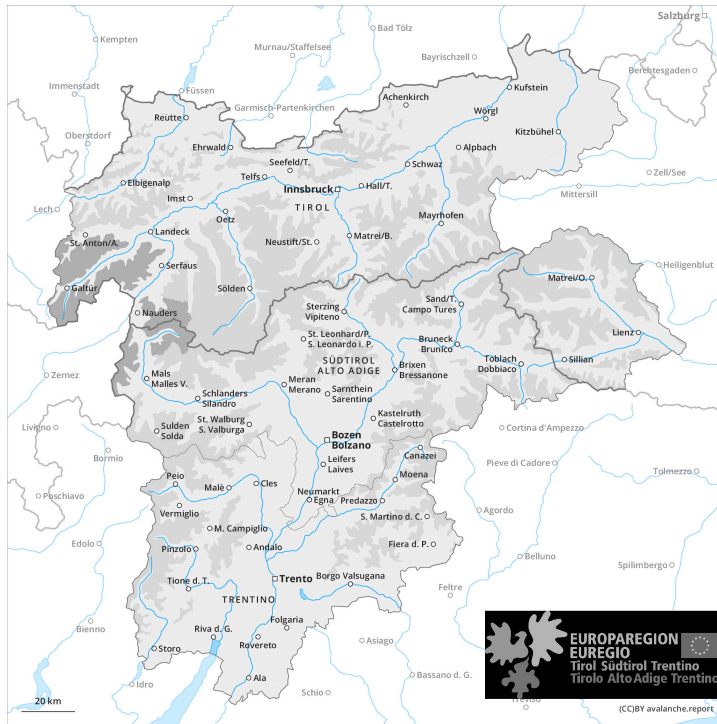 Salzburg
Kempten
Bad Tölz
Murnau/Staffelsee
Bayrischzell
Berchtesgaden
Immenstadt
Füssen
Achenkirch
Kufstein
Garmisch-Partenkirchen
Reutte
Wörgl
Kitzbühel
Oberstdorf
Ehrwald
Alpbach
Seefeld/T.
Schwaz
Telfs
Zell/See
Elbigenalp
Innsbruck
Hall/T.
Mittersill
Imst
TIROL
Lech
Oetz
Mayrhofen
Landeck
Matrei/B.
St. Anton/A.
Neustift/St.
Serfaus
Heiligenblut
Matrei/O.
Galtür
Sölden
Sand/T.
Campo Tures
Nauders
Sterzing
Vipiteno
Lienz
St. Leonhard/P.
S. Leonardo i. P.
Bruneck
Brunico
SÜDTIROL
ALTO ADIGE
Toblach
Dobbiaco
Sillian
Zernez
Mals
Malles V.
Meran
Merano
Brixen
Bressanone
Schlanders
Silandro
Sarnthein
Sarentino
Kastelruth
Castelrotto
St. Walburg
S. Valburga
Livigno
Sulden
Solda
Bozen
Bolzano
Cortina d'Ampezzo
Canazei
Bormio
Leifers
Laives
Pieve di Cadore
Tolmezzo
Peio
Moena
Malè
Cles
Neumarkt
Egna
Predazzo
Poschiavo
Vermiglio
Agordo
S. Martino d. C.
M. Campiglio
Edolo
Pinzolo
Andalo
Fiera d. P.
Belluno
Spilimbergo
Trento
Borgo Valsugana
Tione d. T.
Feltre
TRENTINO
Folgaria
Bienno
Riva d. G.
Rovereto
Asiago
Storo
Ala
Bassano d. G.
Idro
Schio
Treviso
EUROPAREGION
EUREGIO
Tirol Südtirol Trentino
Tirolo Alto Adige Trentino
20 km
(CC)BY avalanche.report